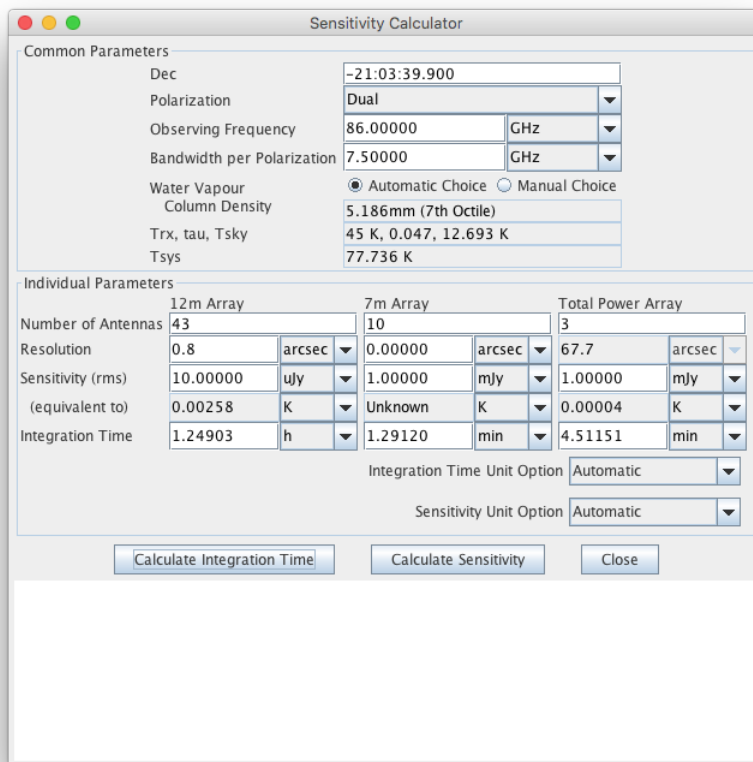 Sensitivity Calculator
Common Parameters
Dec -21:03:39.900
Polarization Dual
Observing Frequency 86.00000 GHz
Bandwidth per Polarization 7.50000 GHz
Water Vapour Automatic Choice Manual Choice
Column Density 5.186mm (7th Octile)
Trx, tau, Tsky 45 K, 0.047, 12.693 K
Tsys 77.736 K
Individual Parameters
12m Array 7m Array Total Power Array
Number of Antennas 43 10 3
Resolution 0.8 arcsec 0.00000 arcsec 67.7 arcsec
Sensitivity (rms) 10.00000 uJy 1.00000 mJy 1.00000 mJy
(equivalent to) 0.00258 K Unknown K 0.00004 K
Integration Time 1.24903 h 1.29120 min 4.51151 min
Integration Time Unit Option Automatic
Sensitivity Unit Option Automatic
Calculate Integration Time Calculate Sensitivity Close